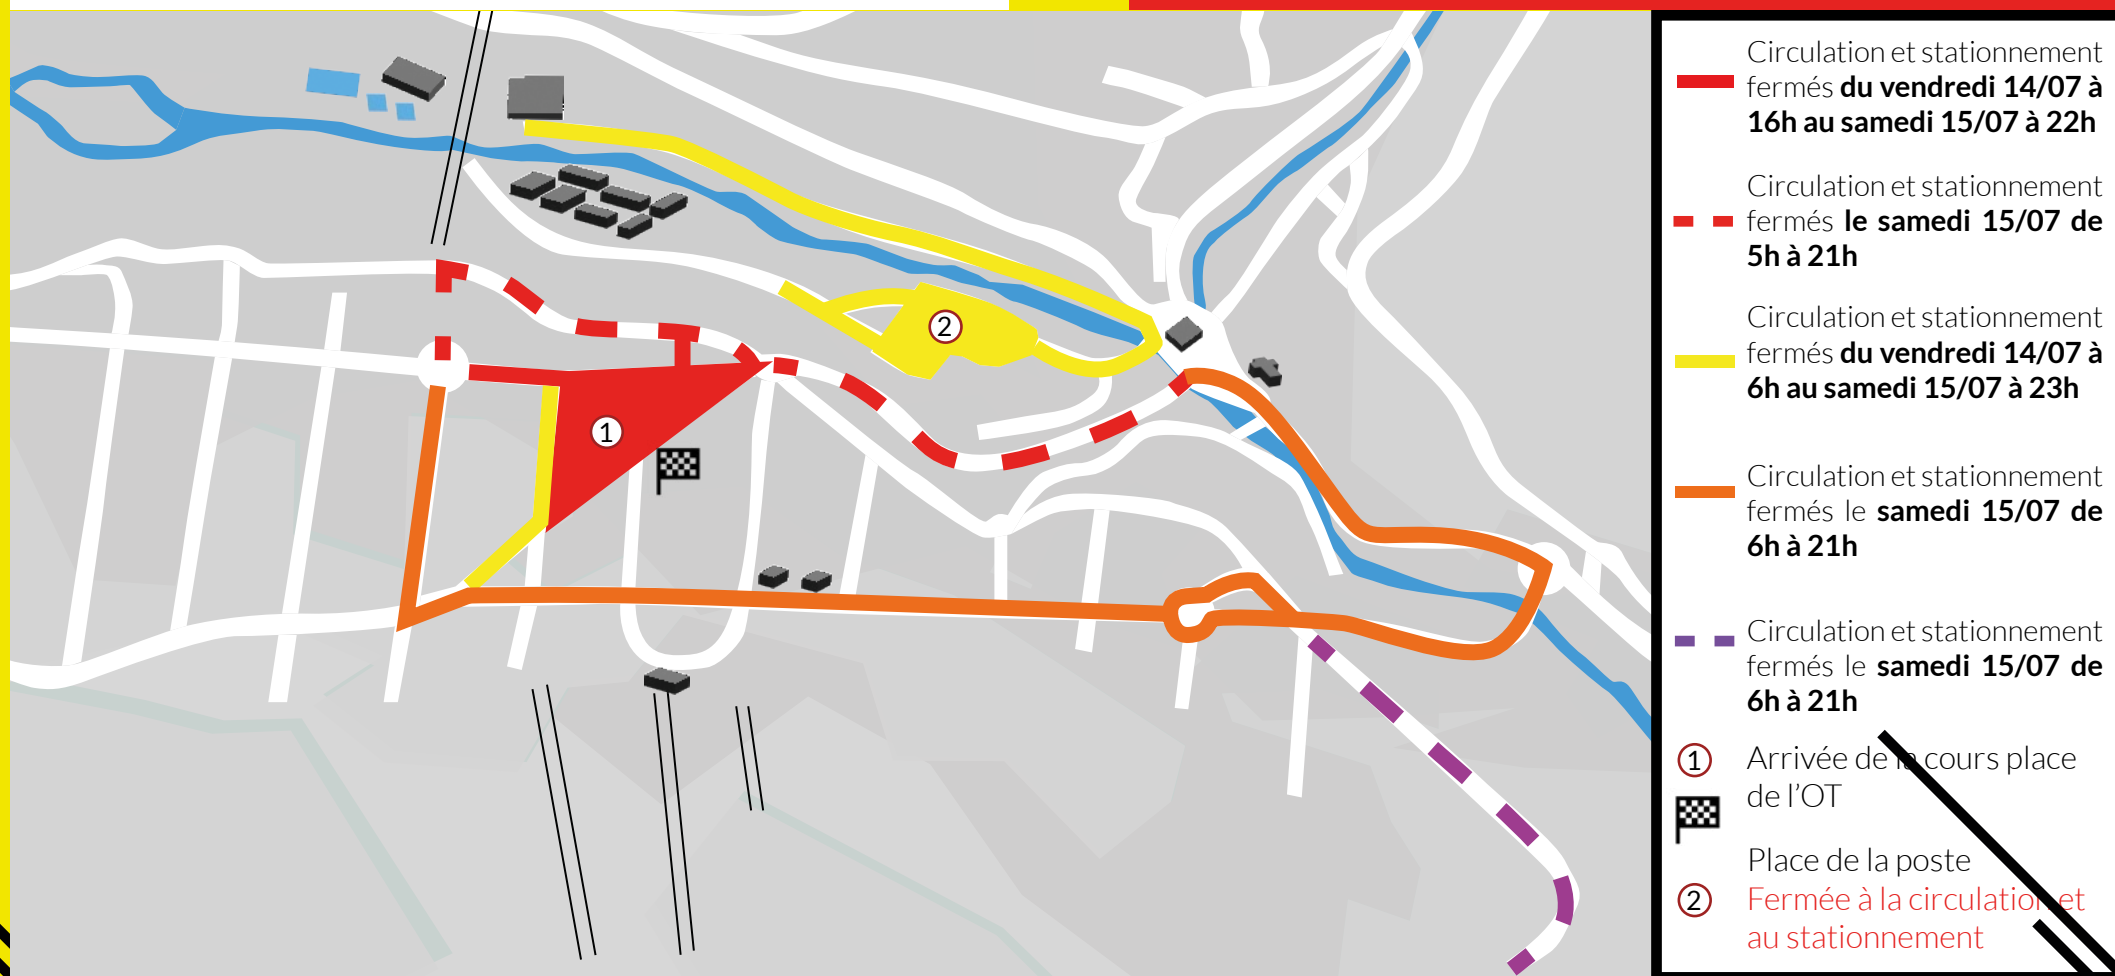 Circulation et stationnement
fermés du vendredi 14/07 à
16h au samedi 15/07 à 22h
Circulation et stationnement
fermés le samedi 15/07 de
5h à 21h
Circulation et stationnement
fermés du vendredi 14/07 à
6h au samedi 15/07 à 23h
Circulation et stationnement
fermés le samedi 15/07 de
6h à 21h
Circulation et stationnement
fermés le samedi 15/07 de
6h à 21h
1 Arrivée de la cours place
de l'OT
Place de la poste
2 Fermée à la circulation et
au stationnement
2
1